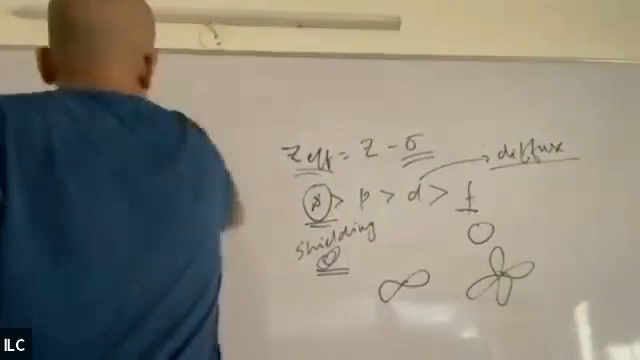 Zeff = Z - σ
s > p > d > f → diffuse
shielding
ILC